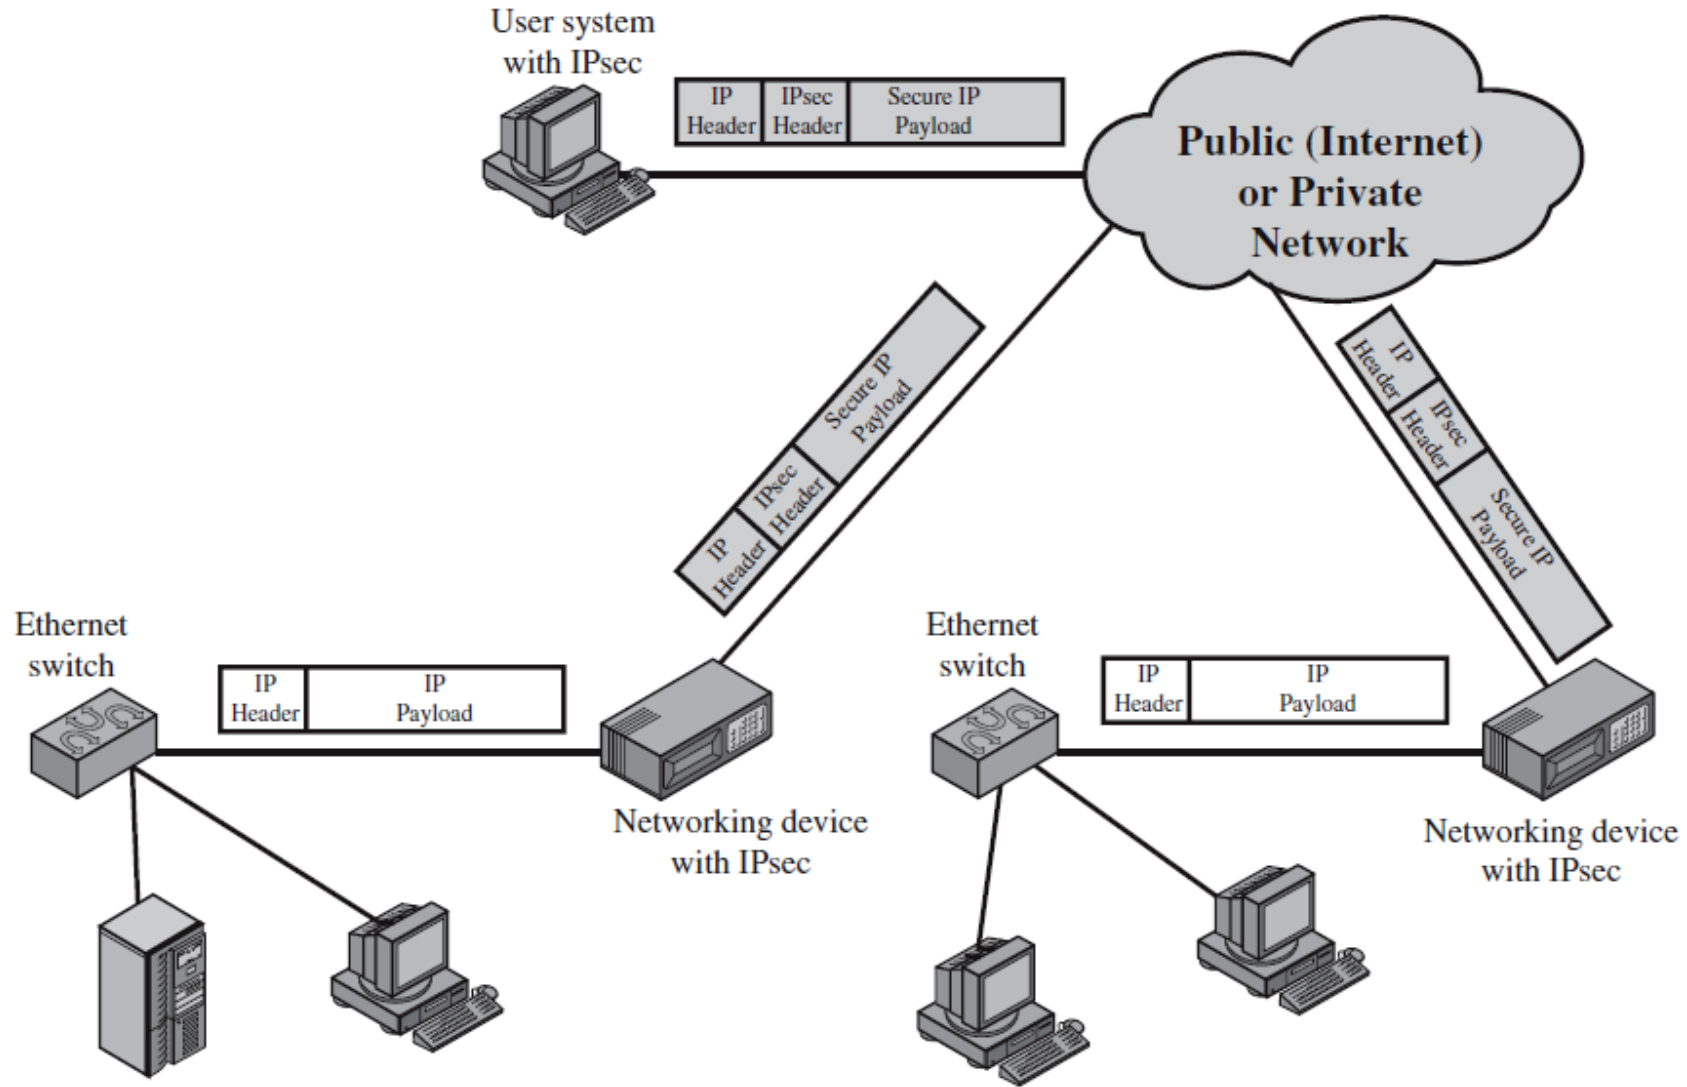 User system
with IPsec
IP
Header
IPsec
Header
Secure IP
Payload
Public (Internet)
or Private
Network
IP
Header
IPsec
Header
Secure IP
Payload
IP
Header
IPsec
Header
Secure IP
Payload
Ethernet
switch
IP
Header
IP
Payload
Networking device
with IPsec
Ethernet
switch
IP
Header
IP
Payload
Networking device
with IPsec